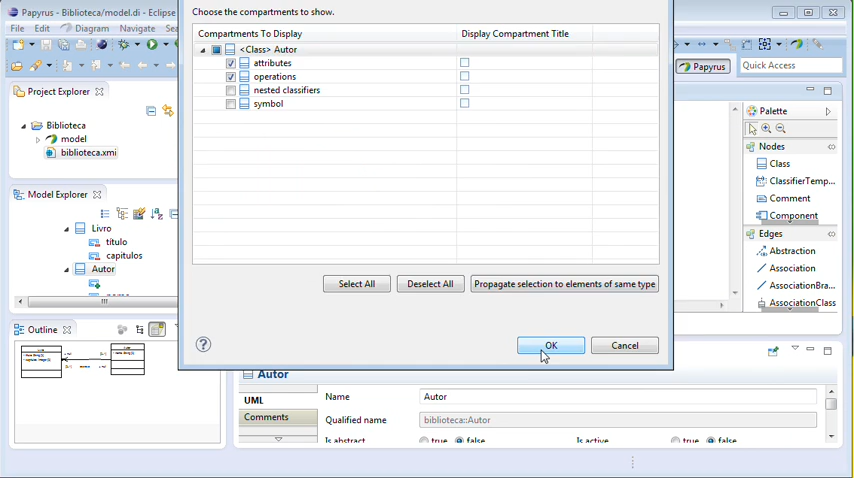 Papyrus - Biblioteca/model.di - Eclipse
File Edit Diagram Navigate Sea
Choose the compartments to show.
Compartments To Display Display Compartment Title
<Class> Autor
attributes
operations
nested classifiers
symbol
Select All Deselect All Propagate selection to elements of same type
OK Cancel
Papyrus Quick Access
Project Explorer
Biblioteca
model
biblioteca.xmi
Model Explorer
Livro
título
capitulos
Autor
Outline
Palette
Nodes
Class
ClassifierTemp...
Comment
Component
Edges
Abstraction
Association
AssociationBra...
AssociationClass
Autor
UML
Comments
Name Autor
Qualified name biblioteca::Autor
Is abstract true false Is active true false